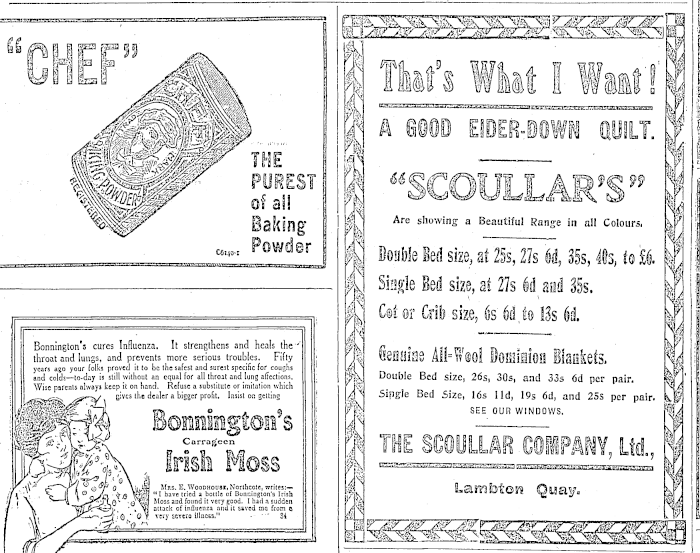 "CHEF"
CHEF
BAKING POWDER
REGISTERED
THE
PUREST
of all
Baking
Powder
C6140-1
Bonnington's cures Influenza. It strengthens and heals the
throat and lungs, and prevents more serious troubles. Fifty
years ago your folks proved it to be the safest and surest specific for coughs
and colds—to-day is still without an equal for all throat and lung affections.
Wise parents always keep it on hand. Refuse a substitute or imitation which
gives the dealer a bigger profit. Insist on getting
Bonnington's
Carrageen
Irish Moss
MRS. E. WOODHOUSE, Northcote, writes:—
"I have tried a bottle of Bonnington's Irish
Moss and found it very good. I had a sudden
attack of influenza and it saved me from a
very severe illness." 34
That's What I Want!
A GOOD EIDER-DOWN QUILT.
"SCOULLAR'S"
Are showing a Beautiful Range in all Colours.
Double Bed size, at 25s, 27s 6d, 35s, 40s, to £6.
Single Bed size, at 27s 6d and 35s.
Cot or Crib size, 6s 6d to 13s 6d.
Genuine All-Wool Dominion Blankets.
Double Bed size, 26s, 30s, and 33s 6d per pair.
Single Bed Size, 16s 11d, 19s 6d, and 25s per pair.
SEE OUR WINDOWS.
THE SCOULLAR COMPANY, Ltd.,
Lambton Quay.